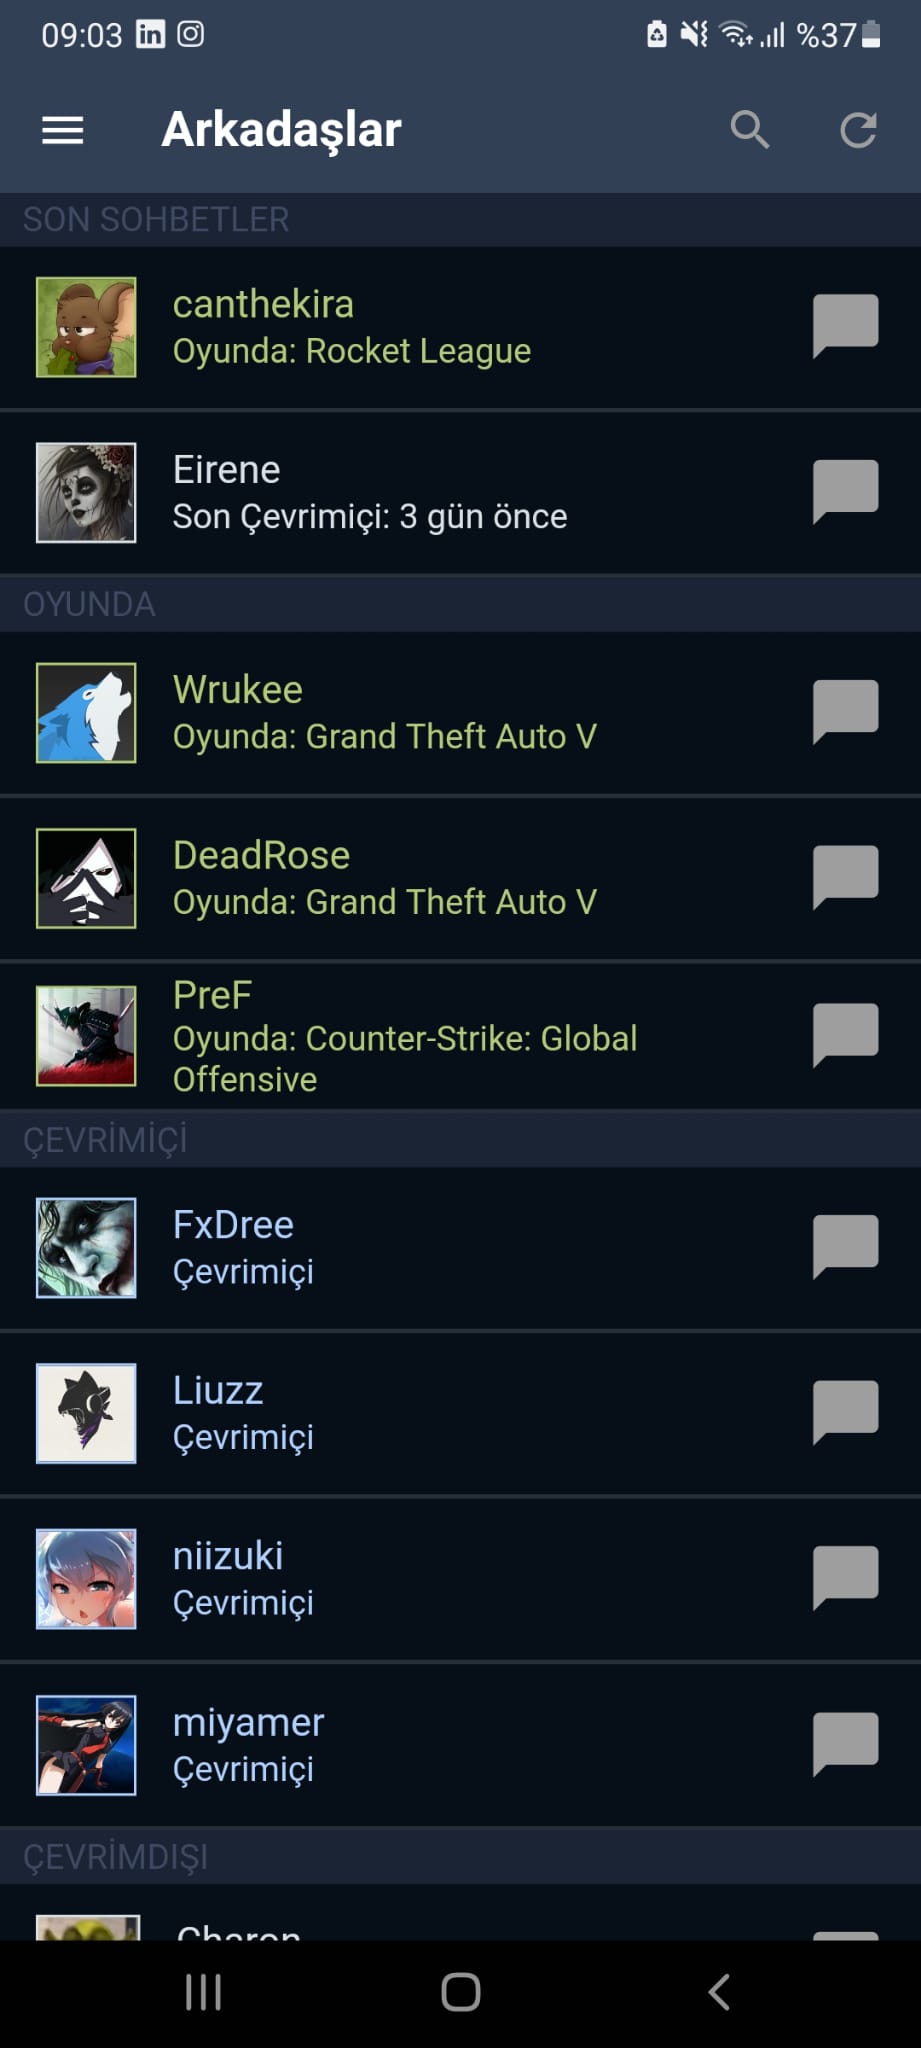 09:03
%37
Arkadaşlar
SON SOHBETLER
canthekira
Oyunda: Rocket League
Eirene
Son Çevrimiçi: 3 gün önce
OYUNDA
Wrukee
Oyunda: Grand Theft Auto V
DeadRose
Oyunda: Grand Theft Auto V
PreF
Oyunda: Counter-Strike: Global
Offensive
ÇEVRİMİÇİ
FxDree
Çevrimiçi
Liuzz
Çevrimiçi
niizuki
Çevrimiçi
miyamer
Çevrimiçi
ÇEVRİMDIŞI
Charon